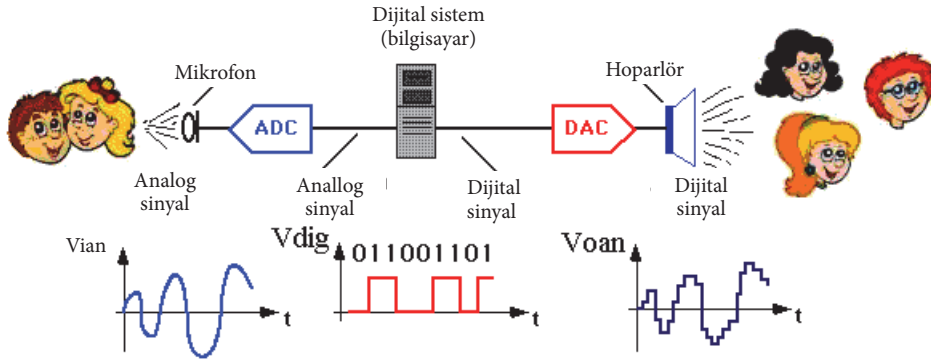 Dijital sistem
(bilgisayar)
Mikrofon
Hoparlör
ADC
DAC
Analog
sinyal
Anallog
sinyal
Dijital
sinyal
Dijital
sinyal
Vian
t
Vdig
011001101
t
Voan
t